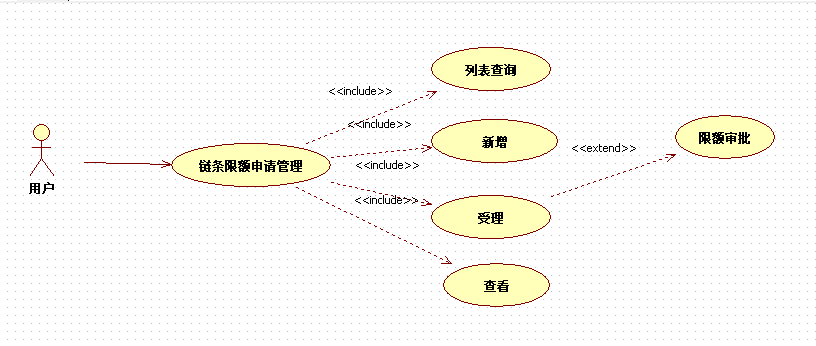 列表查询
<<include>>
<<include>>
新增
限额审批
<<extend>>
链条限额申请管理
<<include>>
用户
<<include>>
受理
查看